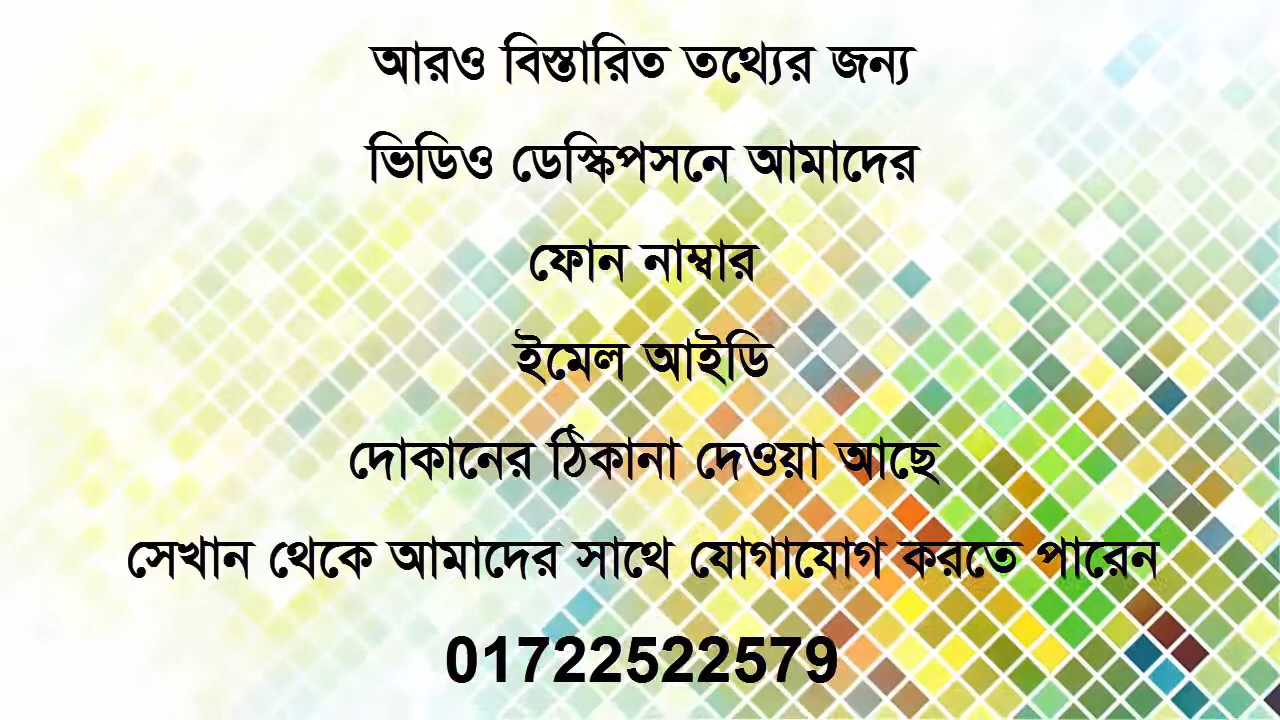 আরও বিস্তারিত তথ্যের জন্য
ভিডিও ডেস্কিপসনে আমাদের
ফোন নাম্বার
ইমেল আইডি
দোকানের ঠিকানা দেওয়া আছে
সেখান থেকে আমাদের সাথে যোগাযোগ করতে পারেন
01722522579